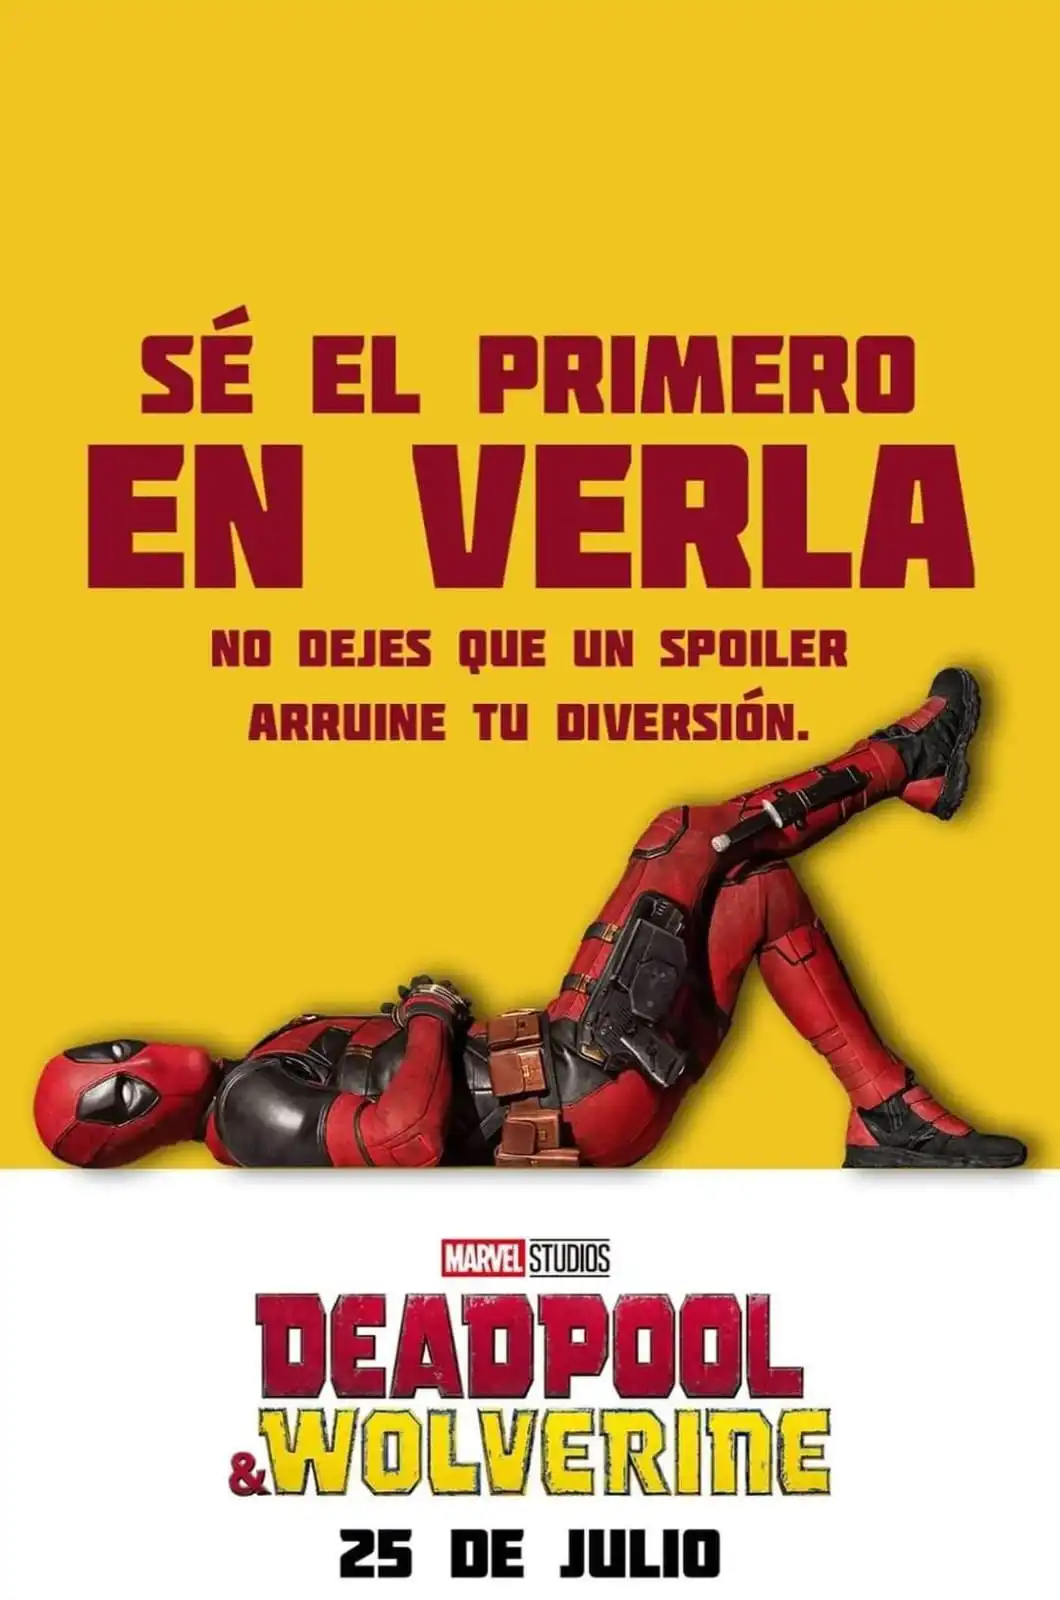 SÉ EL PRIMERO
EN VERLA
NO DEJES QUE UN SPOILER
ARRUINE TU DIVERSIÓN.
MARVEL STUDIOS
DEADPOOL
&WOLVERINE
25 DE JULIO